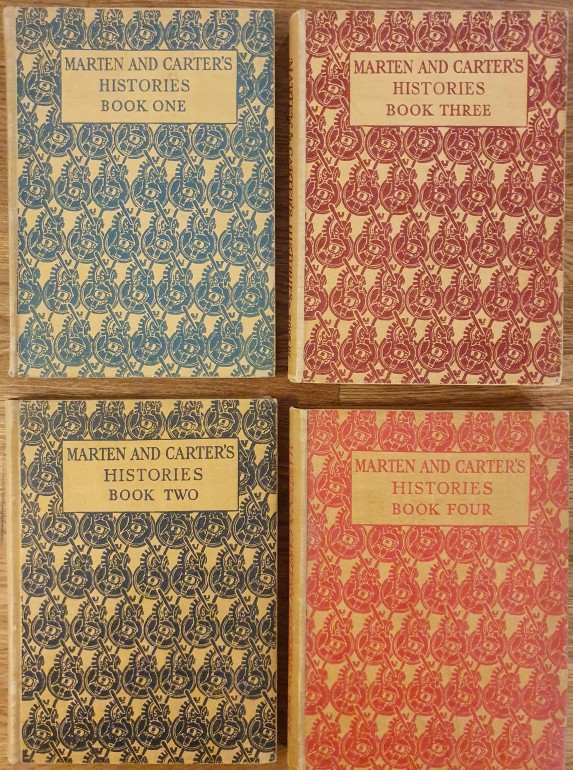 MARTEN AND CARTER'S
HISTORIES
BOOK ONE
MARTEN AND CARTER'S
HISTORIES
BOOK THREE
MARTEN AND CARTER'S
HISTORIES
BOOK TWO
MARTEN AND CARTER'S
HISTORIES
BOOK FOUR